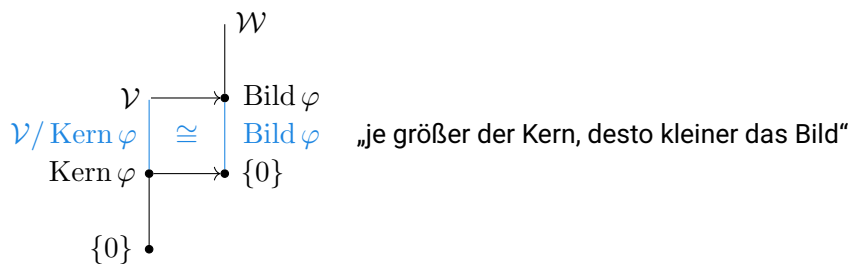 𝒲
𝒱 Bild φ
𝒱/ Kern φ ≅ Bild φ „je größer der Kern, desto kleiner das Bild“
Kern φ {0}
{0}